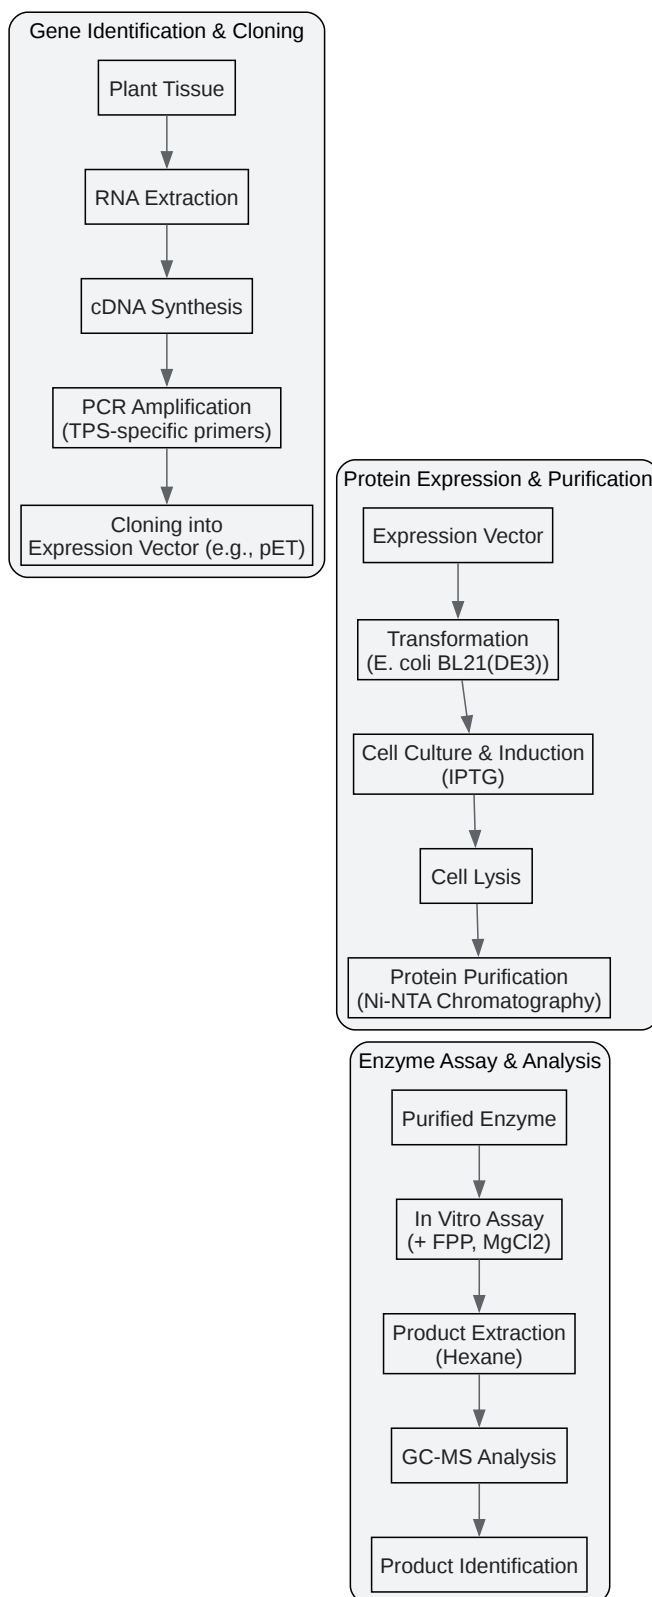 Gene Identification & Cloning
Plant Tissue
RNA Extraction
cDNA Synthesis
PCR Amplification
(TPS-specific primers)
Cloning into
Expression Vector (e.g., pET)
Protein Expression & Purification
Expression Vector
Transformation
(E. coli BL21(DE3))
Cell Culture & Induction
(IPTG)
Cell Lysis
Protein Purification
(Ni-NTA Chromatography)
Enzyme Assay & Analysis
Purified Enzyme
In Vitro Assay
(+ FPP, MgCl2)
Product Extraction
(Hexane)
GC-MS Analysis
Product Identification